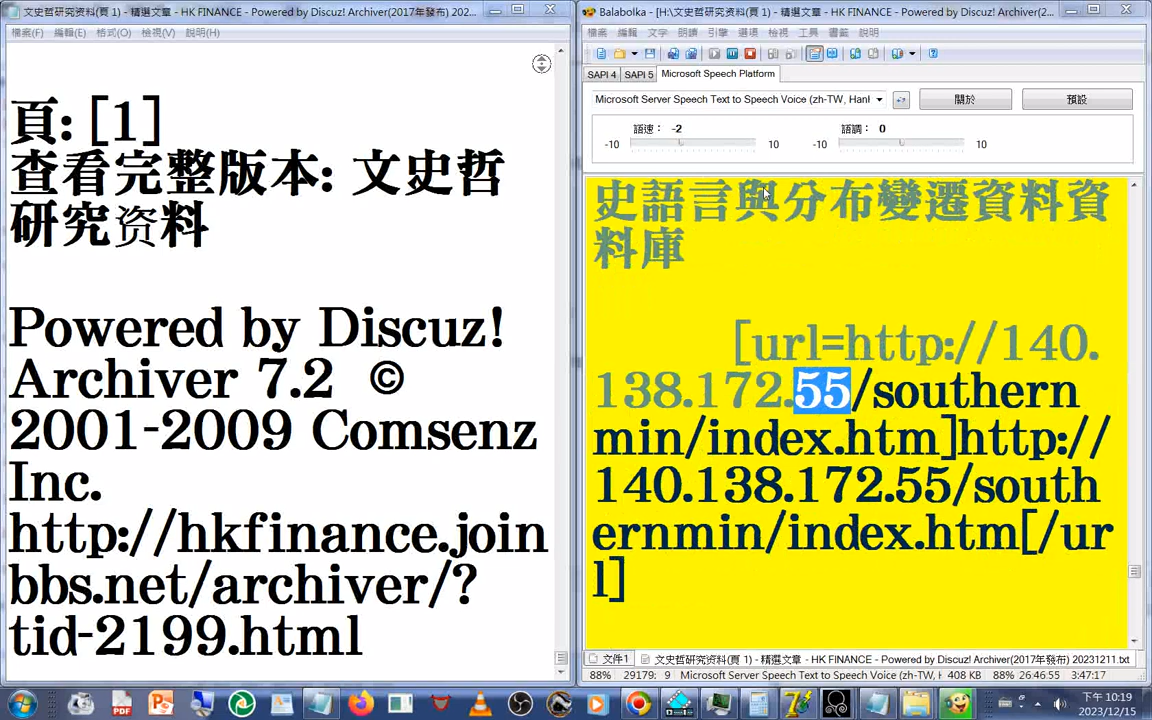 文史哲研究资料(頁 1) - 精選文章 - HK FINANCE - Powered by Discuz! Archiver(2017年發布) 202...
檔案(F) 編輯(E) 格式(O) 檢視(V) 說明(H)
頁: [1]
查看完整版本: 文史哲
研究资料
Powered by Discuz!
Archiver 7.2 ©
2001-2009 Comsenz
Inc.
http://hkfinance.join
bbs.net/archiver/?
tid-2199.html
Balabolka - [H:\文史哲研究资料(頁 1) - 精選文章 - HK FINANCE - Powered by Discuz! Archiver(2...
檔案 編輯 文字 朗讀 引擎 選項 檢視 工具 書籤 說明
SAPI 4 SAPI 5 Microsoft Speech Platform
Microsoft Server Speech Text to Speech Voice (zh-TW, HanI 關於 預設
語速： -2 語調： 0
-10 10 -10 10
史語言與分布變遷資料資
料庫
[url=http://140.
138.172.55/southern
min/index.htm]http://
140.138.172.55/south
ernmin/index.htm[/ur
l]
文件1 文史哲研究资料(頁 1) - 精選文章 - HK FINANCE - Powered by Discuz! Archiver(2017年發布) 20231211.txt
88% 29179: 9 Microsoft Server Speech Text to Speech Voice (zh-TW, H... 408 KB 88% 26:46:55 3:47:17
下午 10:19
2023/12/15